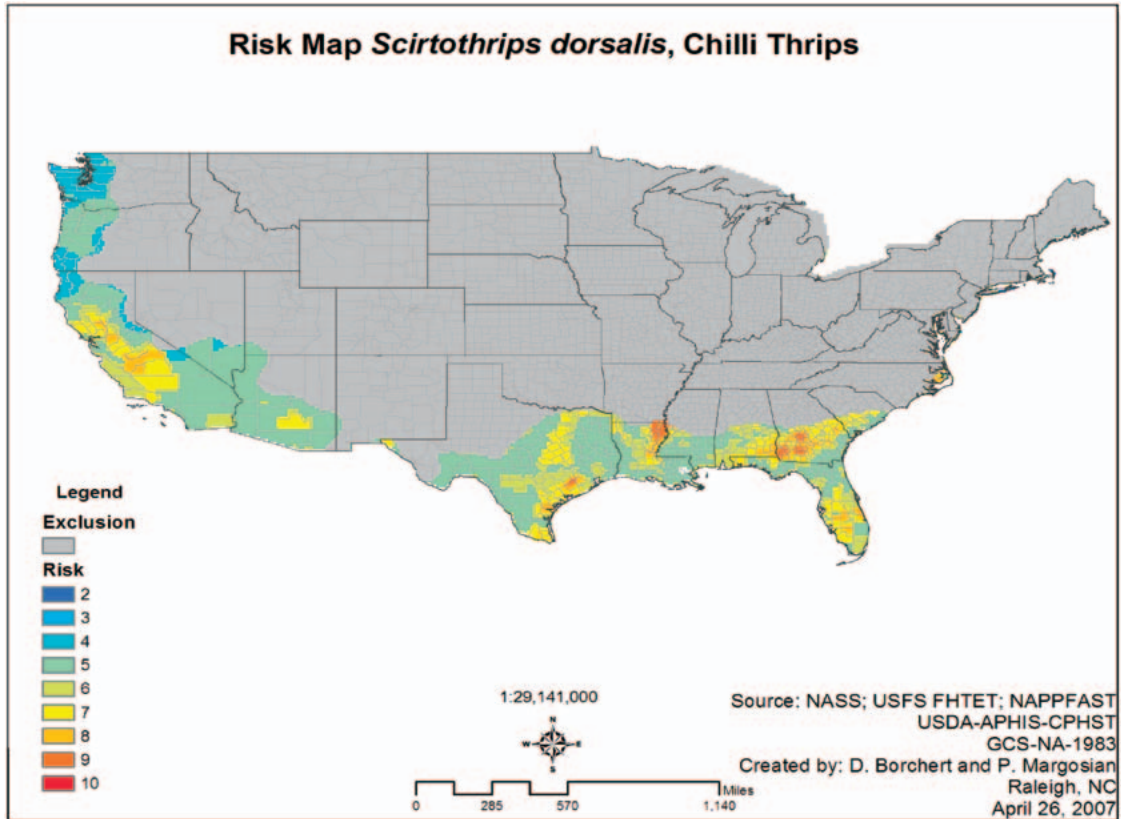 Risk Map Scirtothrips dorsalis, Chilli Thrips
Legend
Exclusion
Risk
2
3
4
5
6
7
8
9
10
1:29,141,000
N
W E
S
Miles
0 285 570 1,140
Source: NASS; USFS FHTET; NAPPFAST
USDA-APHIS-CPHST
GCS-NA-1983
Created by: D. Borchert and P. Margosian
Raleigh, NC
April 26, 2007